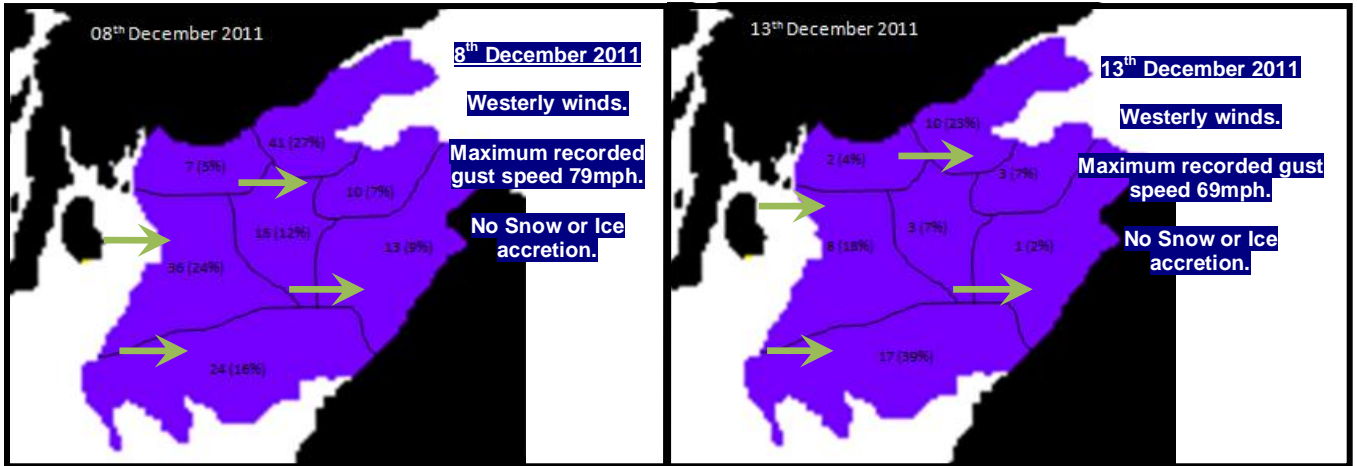 08th December 2011
8th December 2011
Westerly winds.
Maximum recorded
gust speed 79mph.
No Snow or Ice
accretion.
41 (27%)
7 (5%)
10 (7%)
18 (12%)
13 (9%)
36 (24%)
24 (16%)
13th December 2011
13th December 2011
Westerly winds.
Maximum recorded gust
speed 69mph.
No Snow or Ice
accretion.
10 (23%)
2 (4%)
3 (7%)
3 (7%)
1 (2%)
8 (18%)
17 (39%)